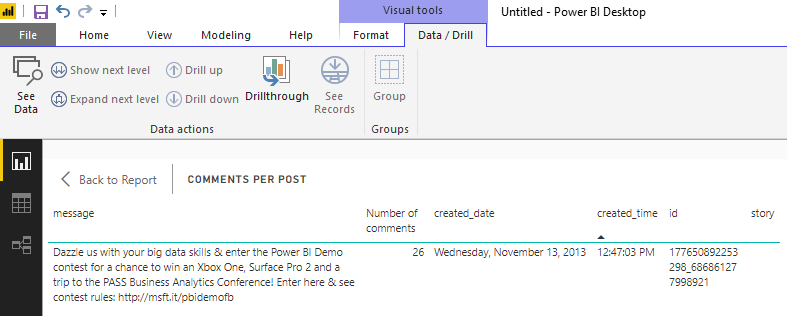 Visual tools
Untitled - Power BI Desktop
File Home View Modeling Help Format Data / Drill
See Data
Show next level
Expand next level
Drill up
Drill down
Drillthrough
See Records
Group
Data actions
Groups
Back to Report
COMMENTS PER POST
message Number of comments created_date created_time id story
Dazzle us with your big data skills & enter the Power BI Demo 26 Wednesday, November 13, 2013 12:47:03 PM 177650892253
contest for a chance to win an Xbox One, Surface Pro 2 and a 298_68686127
trip to the PASS Business Analytics Conference! Enter here & see 7998921
contest rules: http://msft.it/pbidemofb